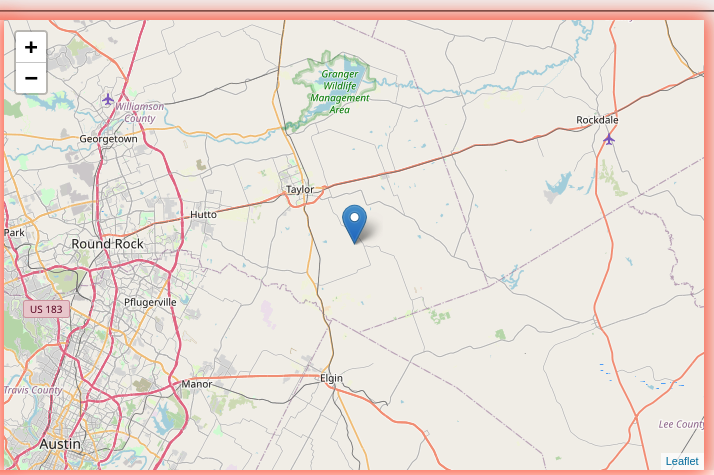 +
−
Granger
Wildlife
Management
Area
Williamson
County
Georgetown
Rockdale
Taylor
Hutto
Park
Round Rock
US 183
Pflugerville
Elgin
Manor
Travis County
Lee County
Austin
Leaflet